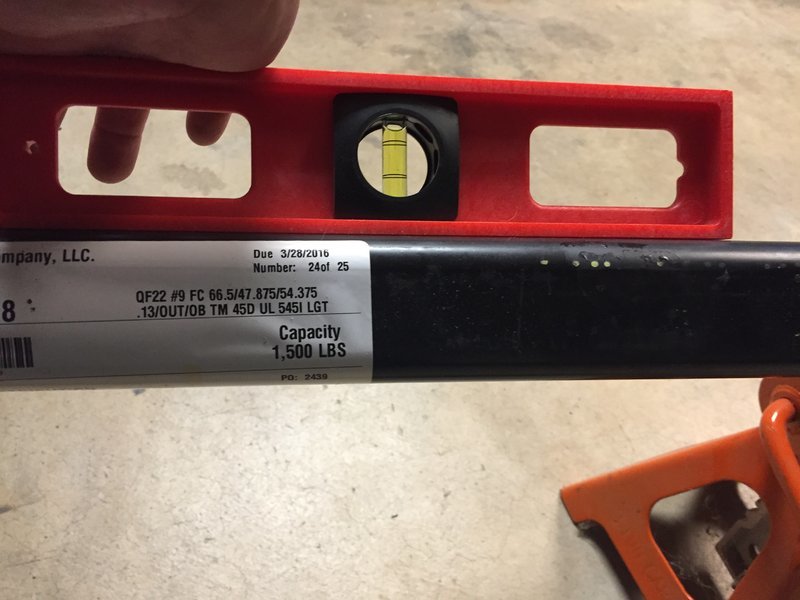 ompany, LLC.
Due 3/28/2016
Number: 24of 25
8
QF22 #9 FC 66.5/47.875/54.375
.13/OUT/OB TM 45D UL 545I LGT
Capacity
1,500 LBS
PO: 2439